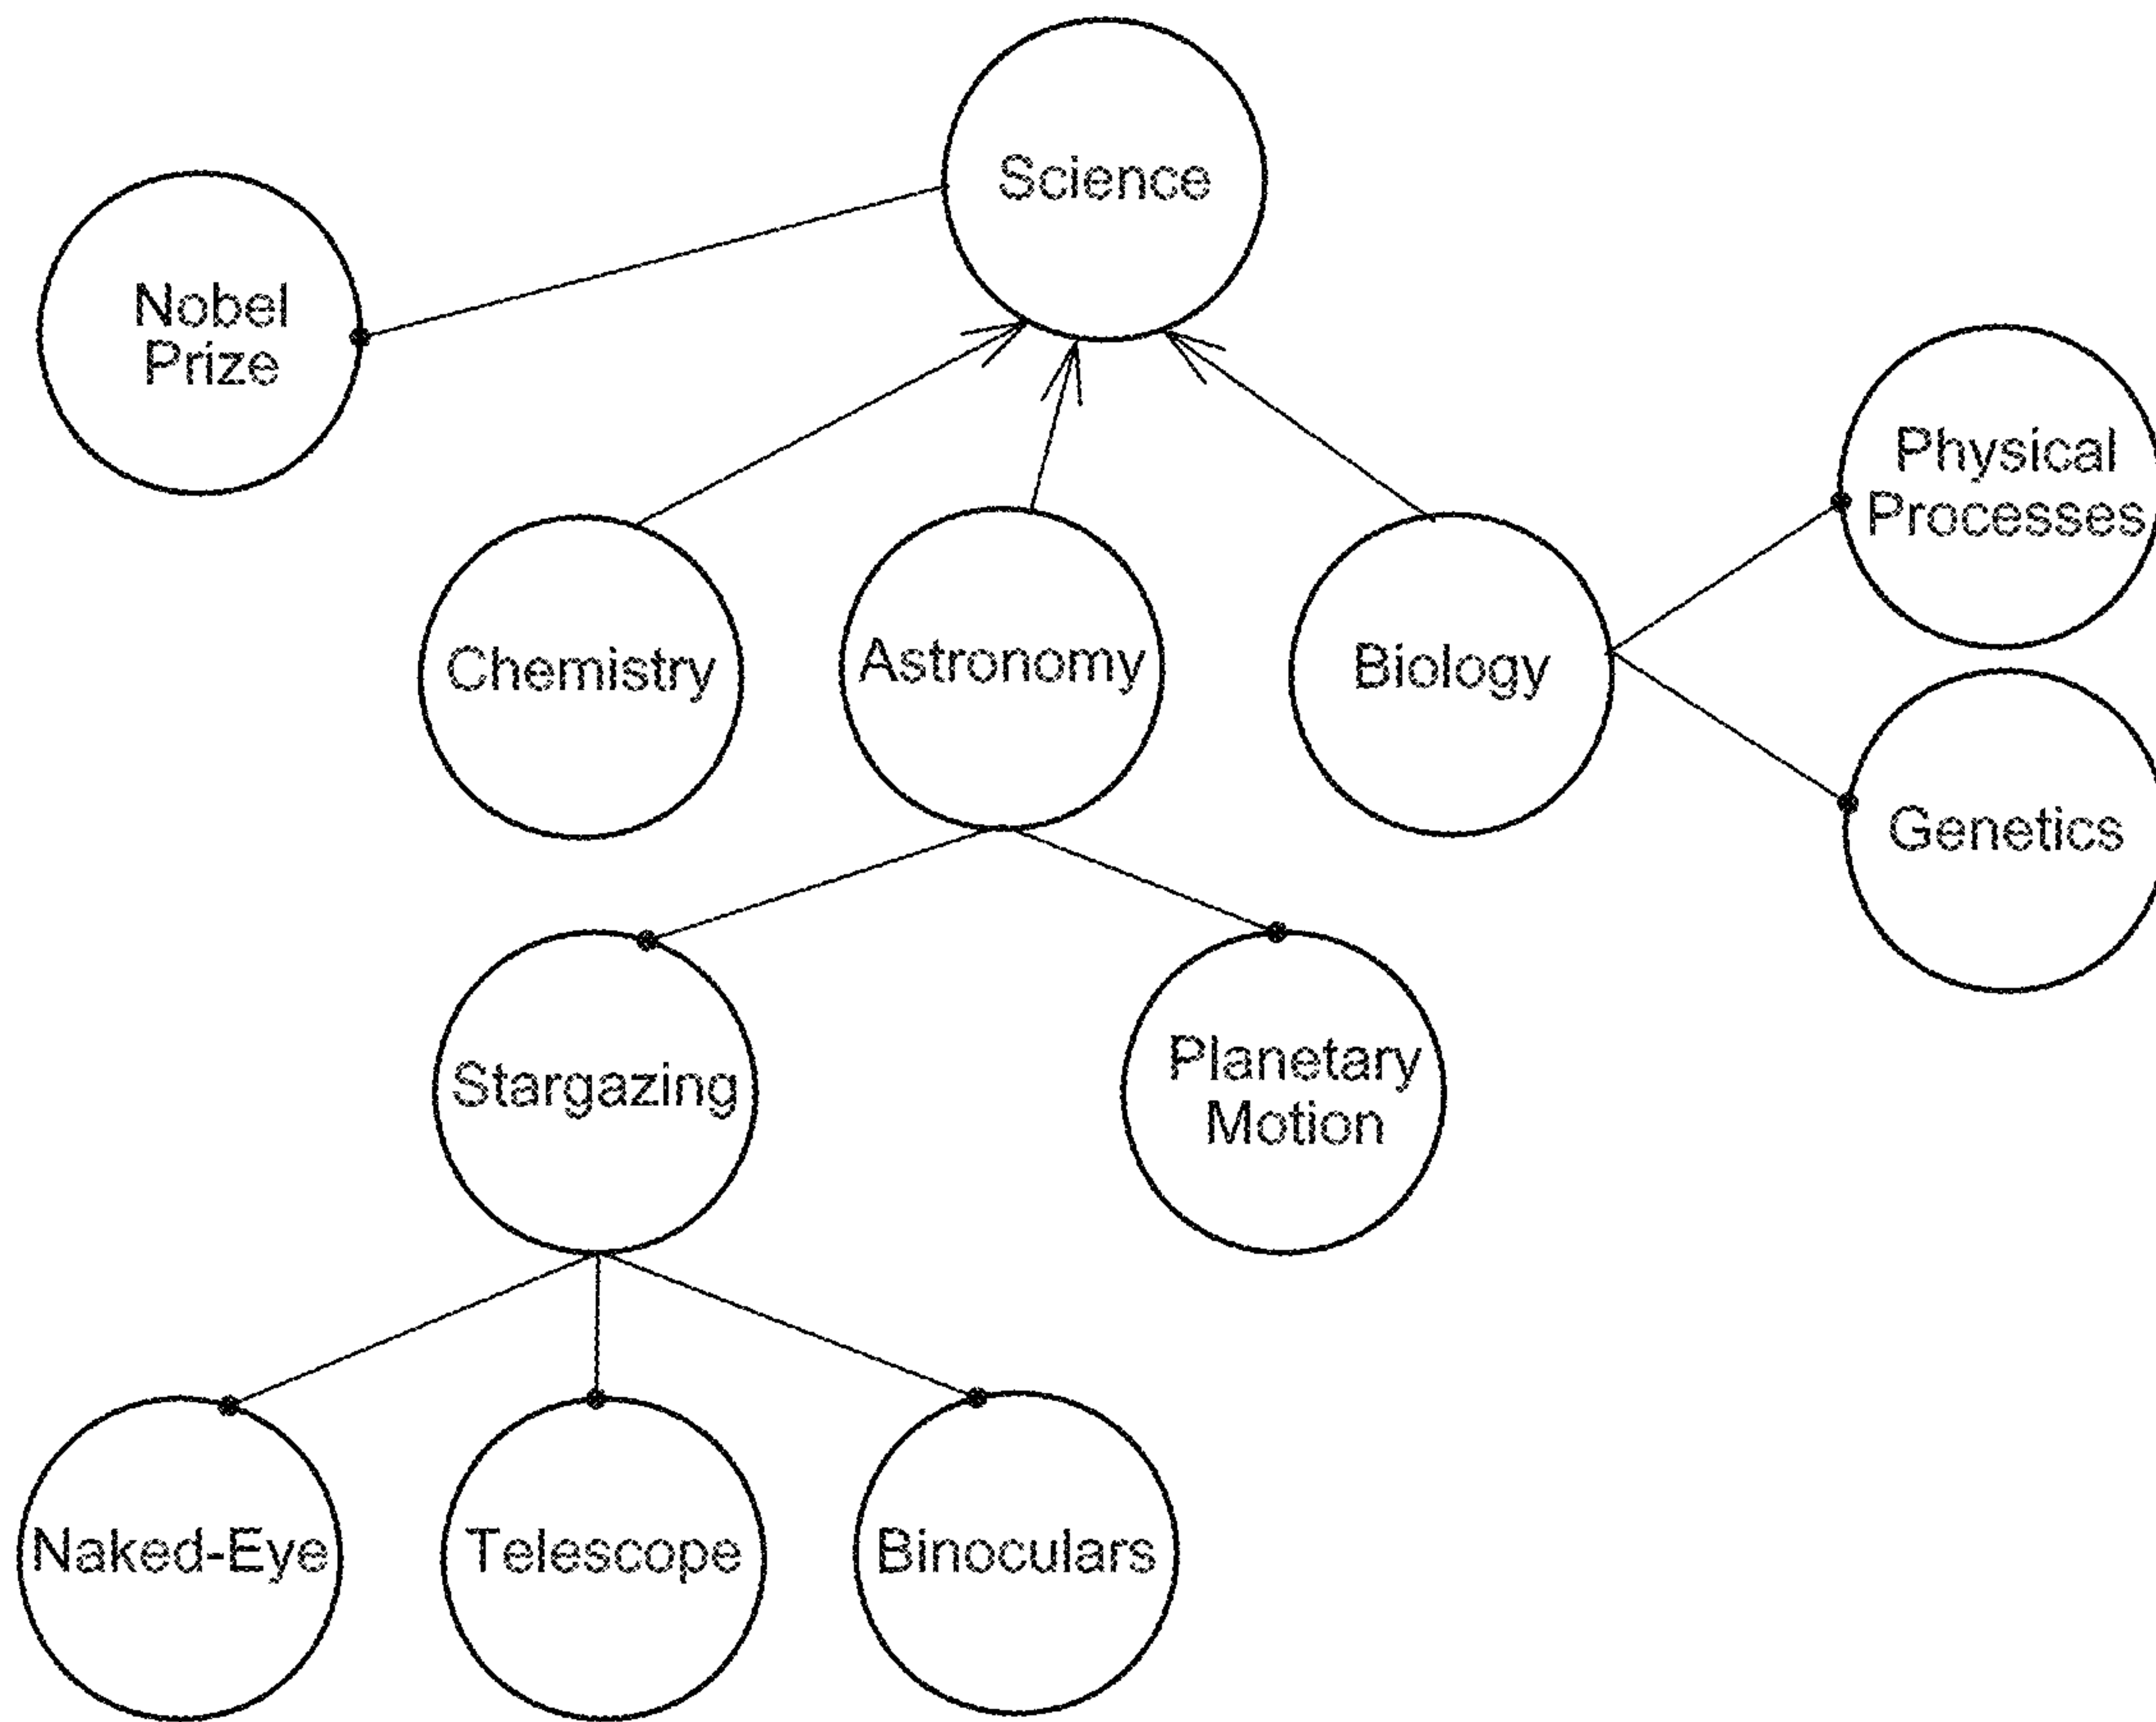 Science
Nobel
Prize
Physical
Processes
Chemistry
Astronomy
Biology
Genetics
Stargazing
Planetary
Motion
Naked-Eye
Telescope
Binoculars